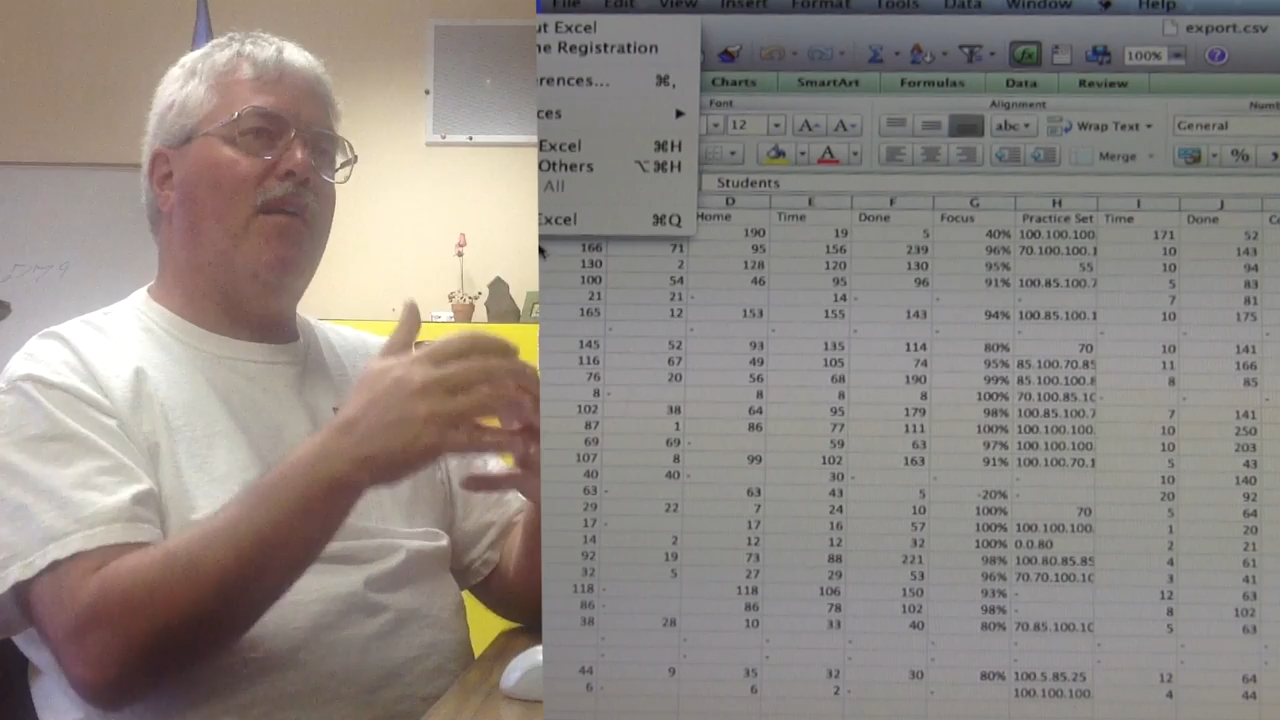 File Edit View Insert Format Tools Data Window Help
ut Excel
ne Registration
erences... ⌘,
ces ▶
Excel ⌘H
Others ⌥⌘H
All
Excel ⌘Q
export.csv
100%
Charts SmartArt Formulas Data Review
Font Alignment Numb
12 A A abc Wrap Text General
A Merge %
Students
D E F G H I J
Home Time Done Focus Practice Set Time Done
190 19 5 40% 100.100.100. 171 52
166 71 95 156 239 96% 70.100.100.1 10 143
130 2 128 120 130 95% 55 10 94
100 54 46 95 96 91% 100.85.100.7 5 83
21 21 - 14 - - - 7 81
165 12 153 155 143 94% 100.85.100.1 10 175
- - - - - - - - -
145 52 93 135 114 80% 70 10 141
116 67 49 105 74 95% 85.100.70.85 11 166
76 20 56 68 190 99% 85.100.100.8 8 85
8 - 8 8 8 100% 70.100.85.10 - -
102 38 64 95 179 98% 100.85.100.7 7 141
87 1 86 77 111 100% 100.100.100. 10 250
69 69 - 59 63 97% 100.100.100. 10 203
107 8 99 102 163 91% 100.100.70.1 5 43
40 40 - 30 - - - 10 140
63 - 63 43 5 -20% - 20 92
29 22 7 24 10 100% 70 5 64
17 - 17 16 57 100% 100.100.100. 1 20
14 2 12 12 32 100% 0.0.80 2 21
92 19 73 88 221 98% 100.80.85.85 4 61
32 5 27 29 53 96% 70.70.100.10 3 41
118 - 118 106 150 93% - 12 63
86 - 86 78 102 98% - 8 102
38 28 10 33 40 80% 70.85.100.10 5 63
- - - - - - - - -
- - - - - - - - -
44 9 35 32 30 80% 100.5.85.25 12 64
6 - 6 2 - - 100.100.100. 4 44